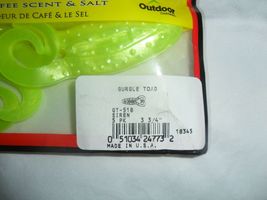 FEE SCENT & SALT
EUR DE CAFÉ & LE SEL
Outdoor
GURGLE TOAD
GT-518
SIREN
5 PK 3 3/4"
18345
0 51034 24773 2
MADE IN U.S.A.